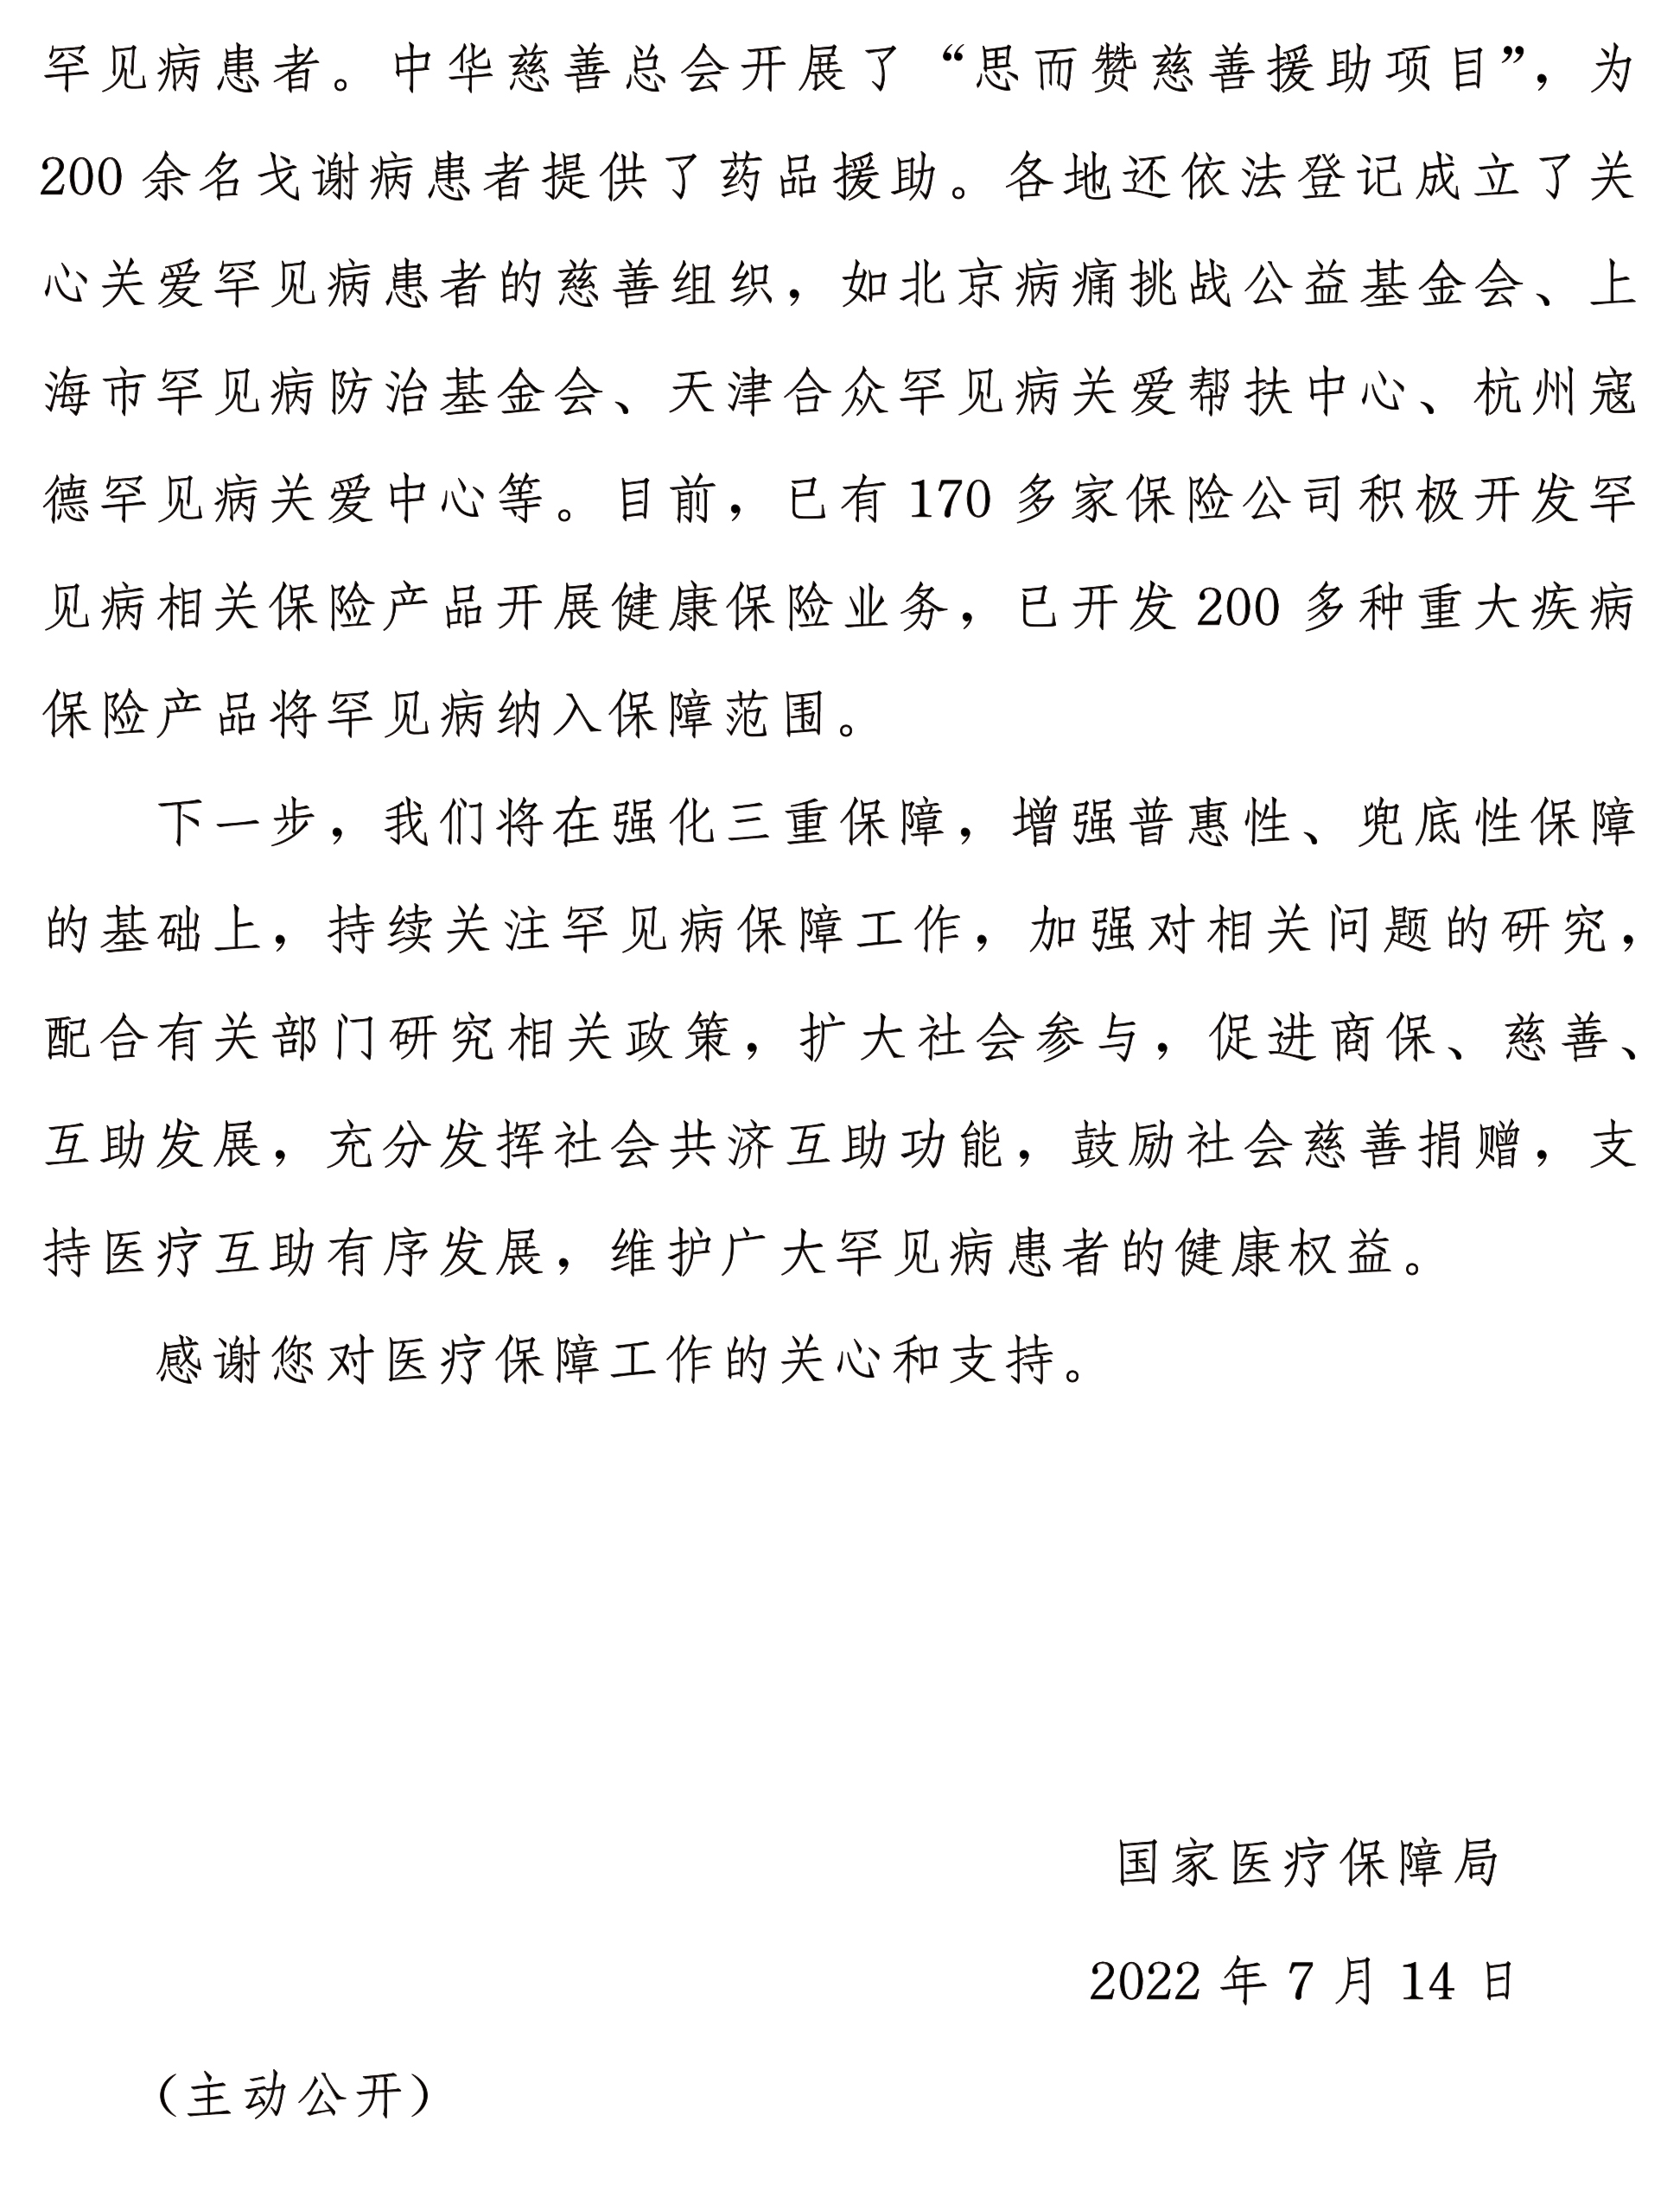 罕见病患者。中华慈善总会开展了“思而赞慈善援助项目”，为
200 余名戈谢病患者提供了药品援助。各地还依法登记成立了关
心关爱罕见病患者的慈善组织，如北京病痛挑战公益基金会、上
海市罕见病防治基金会、天津合众罕见病关爱帮扶中心、杭州寇
德罕见病关爱中心等。目前，已有 170 多家保险公司积极开发罕
见病相关保险产品开展健康保险业务，已开发 200 多种重大疾病
保险产品将罕见病纳入保障范围。
下一步，我们将在强化三重保障，增强普惠性、兜底性保障
的基础上，持续关注罕见病保障工作，加强对相关问题的研究，
配合有关部门研究相关政策，扩大社会参与，促进商保、慈善、
互助发展，充分发挥社会共济互助功能，鼓励社会慈善捐赠，支
持医疗互助有序发展，维护广大罕见病患者的健康权益。
感谢您对医疗保障工作的关心和支持。
国家医疗保障局
2022 年 7 月 14 日
（主动公开）